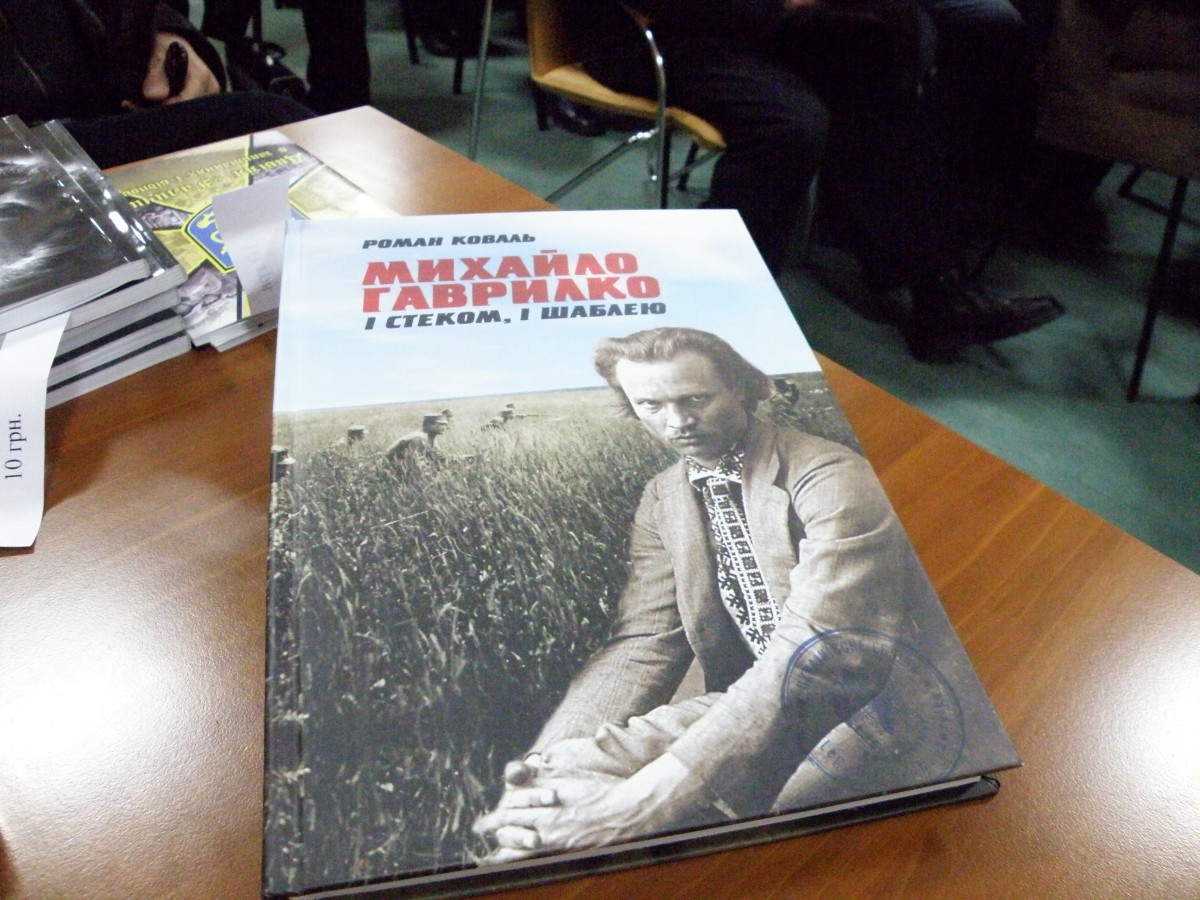 РОМАН КОВАЛЬ
МИХАЙЛО
ГАВРИЛКО
І СТЕКОМ, І ШАБЛЕЮ
10 грн.